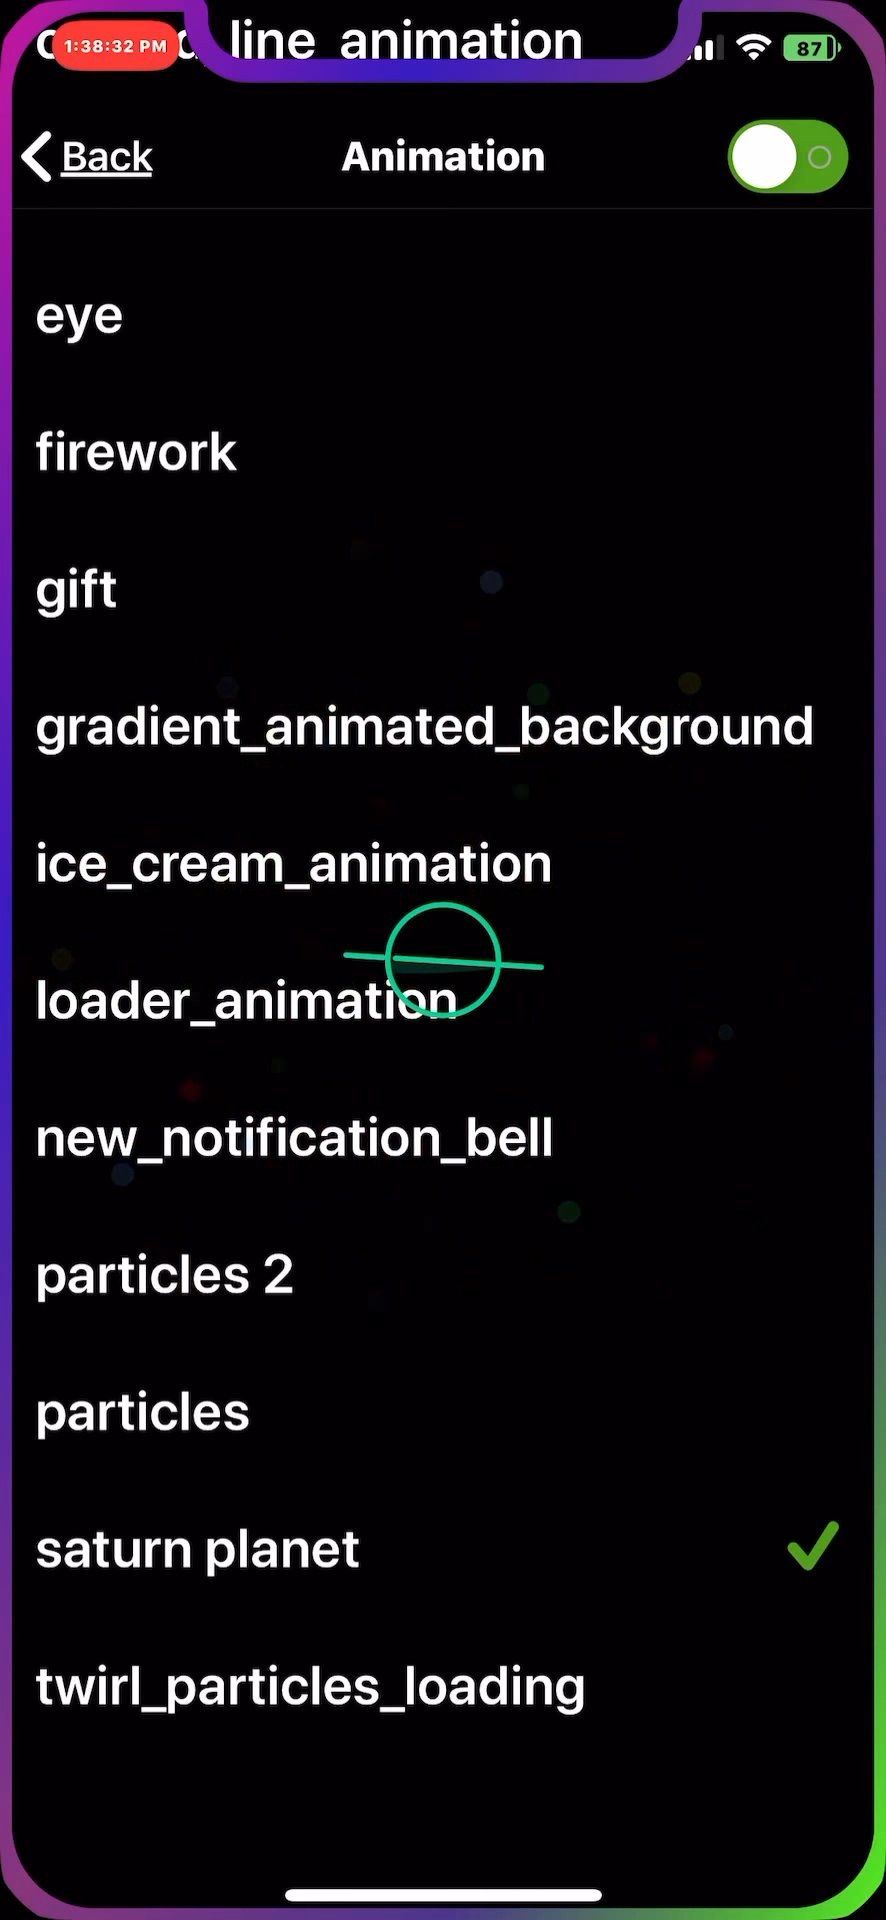 line_animation
1:38:32 PM
87
Back
Animation
eye
firework
gift
gradient_animated_background
ice_cream_animation
loader_animation
new_notification_bell
particles 2
particles
saturn planet
twirl_particles_loading